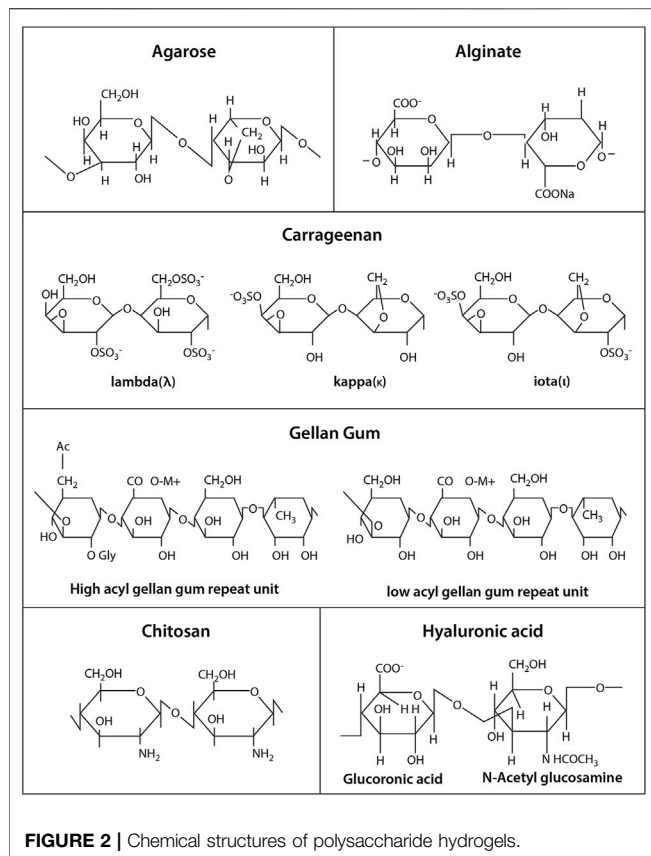 Agarose
CH₂OH
O
HO
H
H
H
H
OH
O
O
H
CH₂
H
O
H
HO
H
O
O
H
Alginate
COO⁻
O
H
OH OH
H
H H
– O
O
H
OH
H
O
H
O–
COONa
Carrageenan
CH₂OH
OH
O
O
OSO₃⁻
O
CH₂OSO₃⁻
O
OH
OSO₃⁻
lambda(λ)
CH₂OH
⁻O₃SO
O
O
OH
O
CH₂
O
O
OH
kappa(κ)
CH₂OH
⁻O₃SO
O
O
OH
O
CH₂
O
O
OSO₃⁻
iota(ι)
Gellan Gum
Ac
CH₂
O
HO
O Gly
O
CO O-M+
OH
OH
O
CH₂OH
OH
OH
O
CH₃
OH OH
High acyl gellan gum repeat unit
CH₂OH
O
HO
OH
O
CO O-M+
OH
OH
O
CH₂OH
OH
OH
O
CH₃
OH OH
low acyl gellan gum repeat unit
Chitosan
CH₂OH
O
OH
NH₂
O
CH₂OH
O
OH
NH₂
Hyaluronic acid
COO⁻
H
O
H
OH H
H
H
OH
O
CH₂OH
H
O
H
H
OH
H
H
N HCOCH₃
O
Glucoronic acid
N-Acetyl glucosamine
FIGURE 2 | Chemical structures of polysaccharide hydrogels.